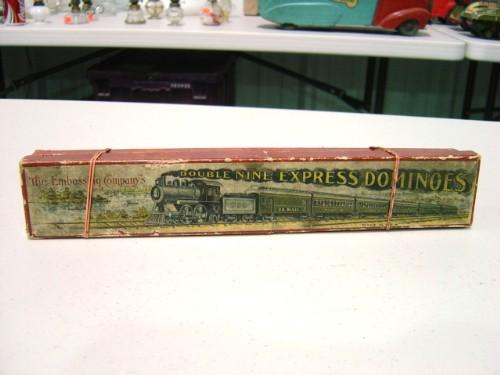 The Embossing Company's
DOUBLE NINE EXPRESS DOMINOES